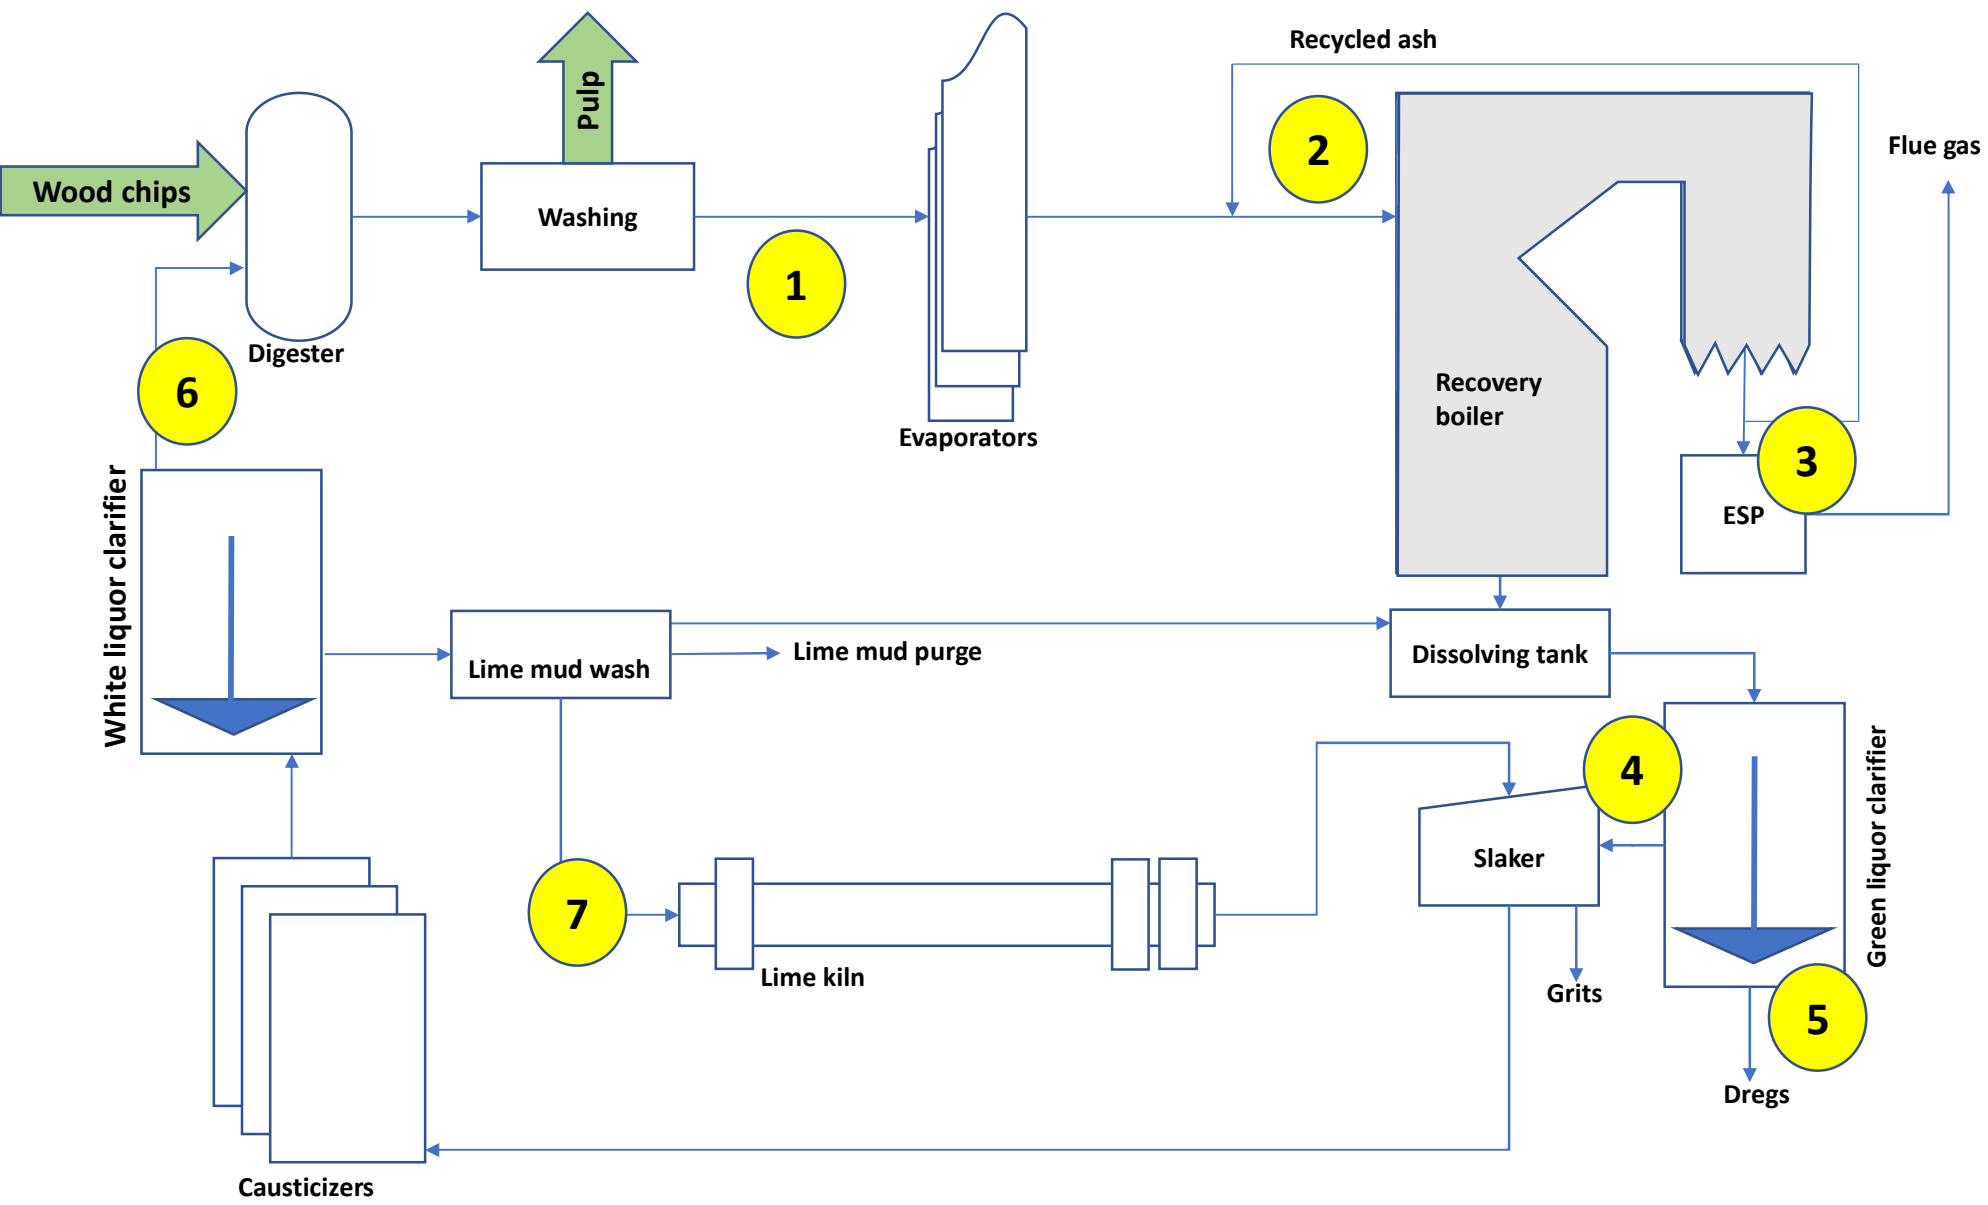 Recycled ash
Pulp
2
Flue gas
Wood chips
Washing
1
Digester
6
Evaporators
Recovery
boiler
3
ESP
White liquor clarifier
Lime mud wash
Lime mud purge
Dissolving tank
4
Green liquor clarifier
Slaker
7
Lime kiln
Grits
5
Dregs
Causticizers